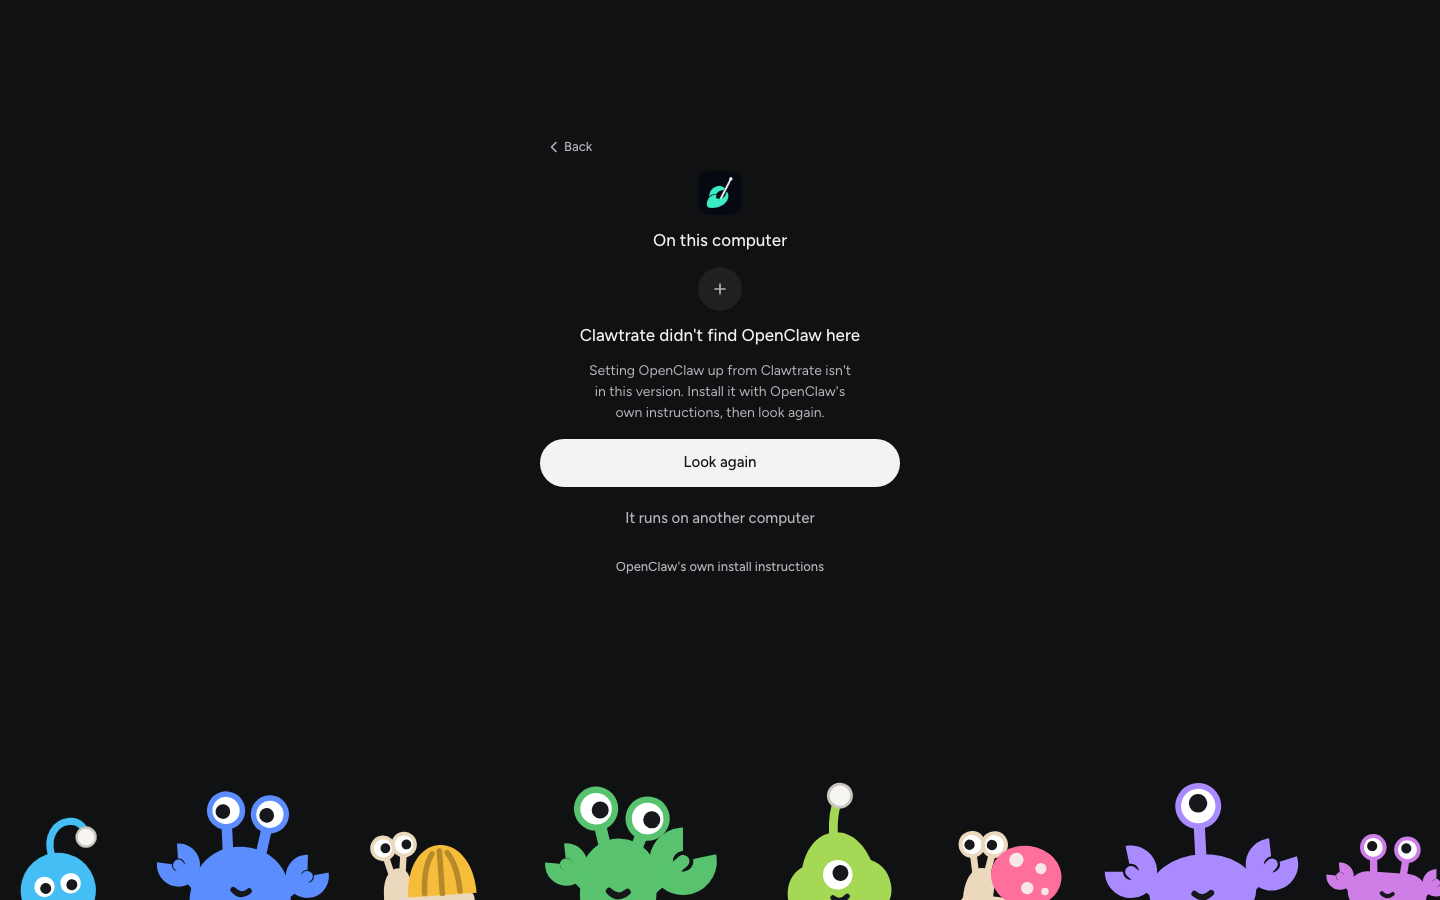 Back
On this computer
Clawtrate didn't find OpenClaw here
Setting OpenClaw up from Clawtrate isn't
in this version. Install it with OpenClaw's
own instructions, then look again.
Look again
It runs on another computer
OpenClaw's own install instructions